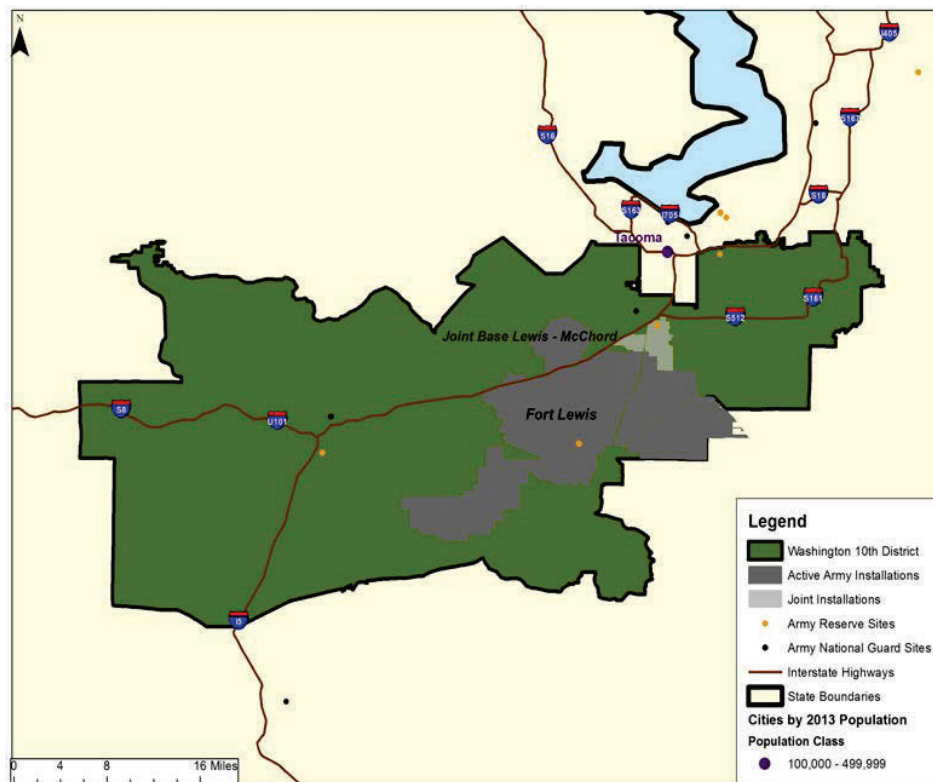 N
I405
S16
S167
S18
S163
I705
Tacoma
S161
S512
Joint Base Lewis - McChord
Fort Lewis
S8
U101
I5
Legend
Washington 10th District
Active Army Installations
Joint Installations
Army Reserve Sites
Army National Guard Sites
Interstate Highways
State Boundaries
Cities by 2013 Population
Population Class
100,000 - 499,999
0 4 8 16 Miles